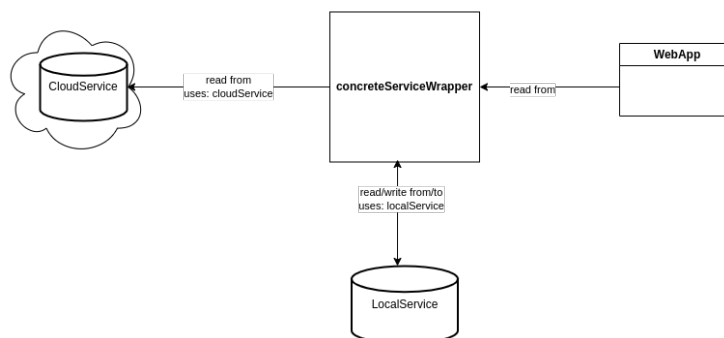 CloudService
read from
uses: cloudService
concreteServiceWrapper
read from
WebApp
read/write from/to
uses: localService
LocalService